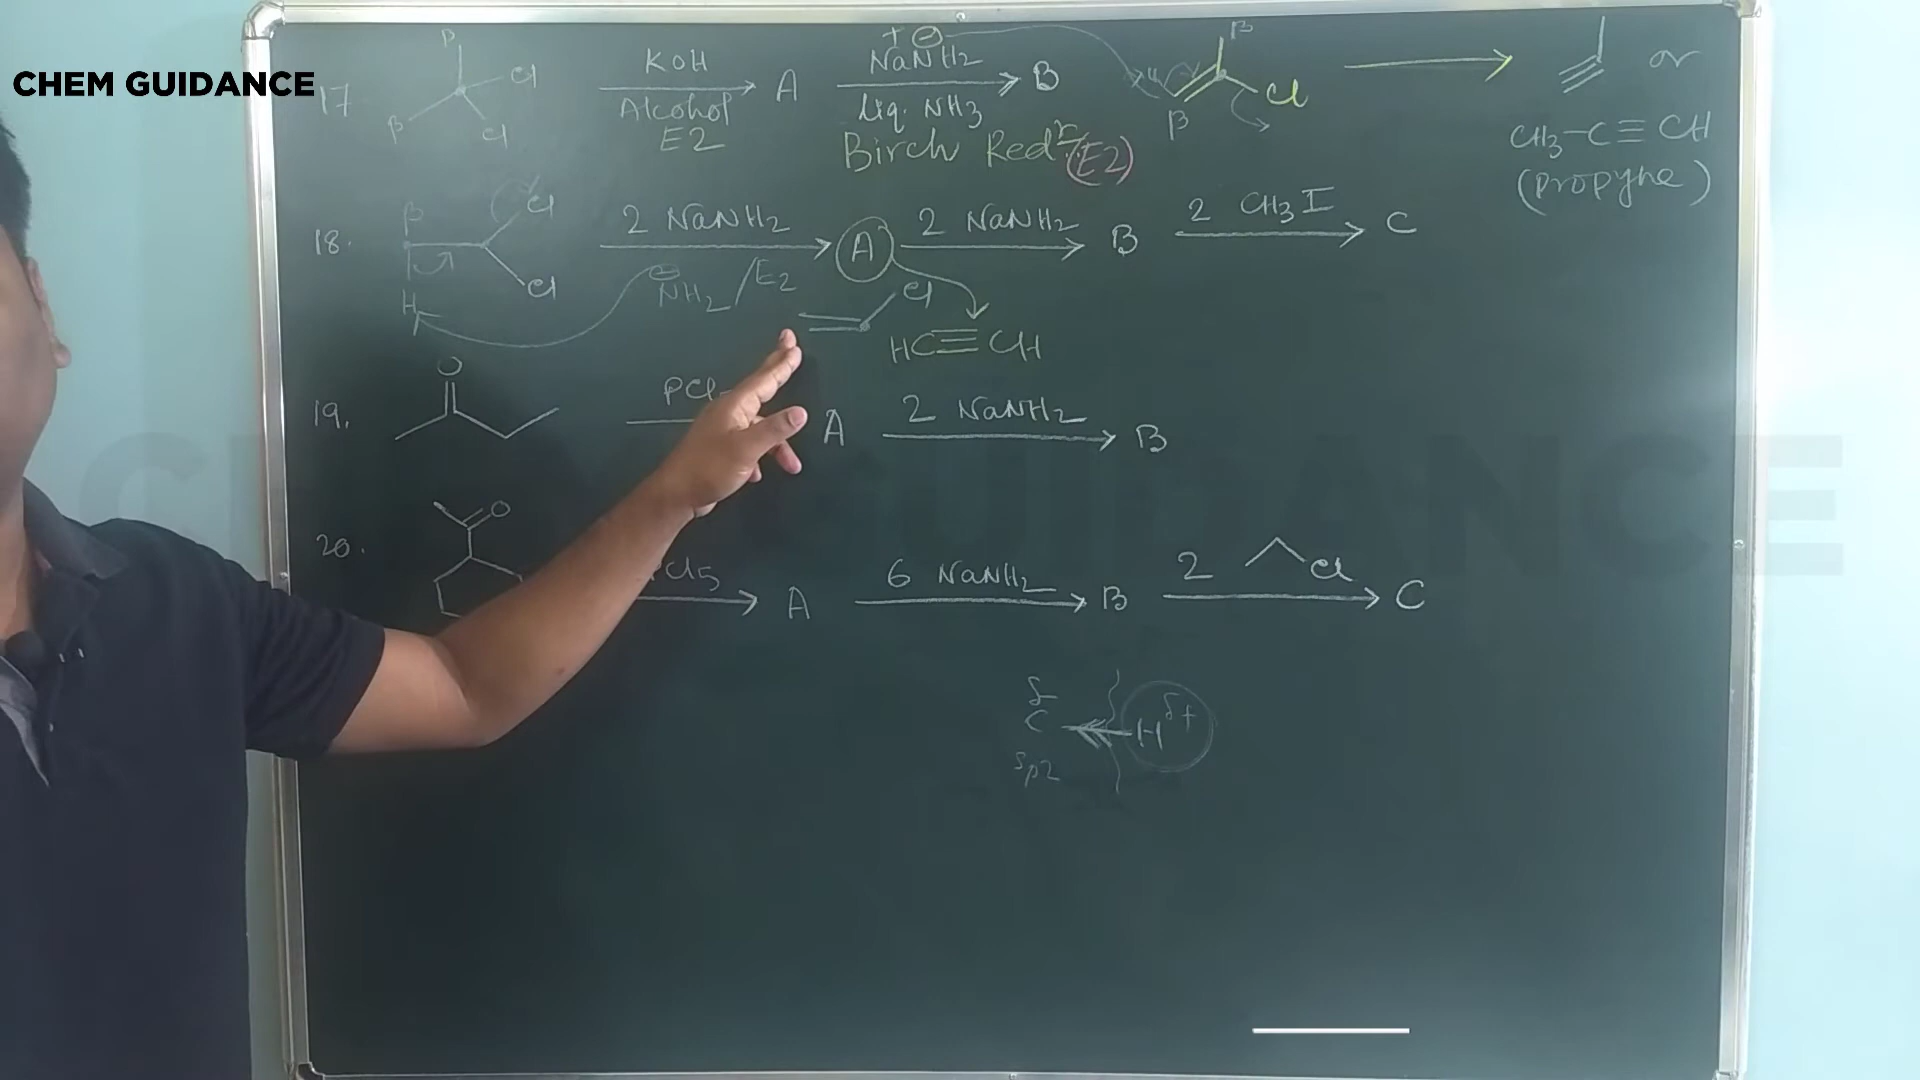 CHEM GUIDANCE
17 β Cl β Cl KOH Alcohol E2 A + ⊖ NaNH2 liq. NH3 B Birch Redn (E2) β β Cl or
CH3-C≡CH
(propyne)
18. β Cl Cl H 2 NaNH2 ⊖NH2/E2 A 2 NaNH2 B 2 CH3I C
Cl
HC≡CH
19. O A 2 NaNH2 B
20. O A 6 NaNH2 B 2 Cl C
δ- C H δ+
sp2